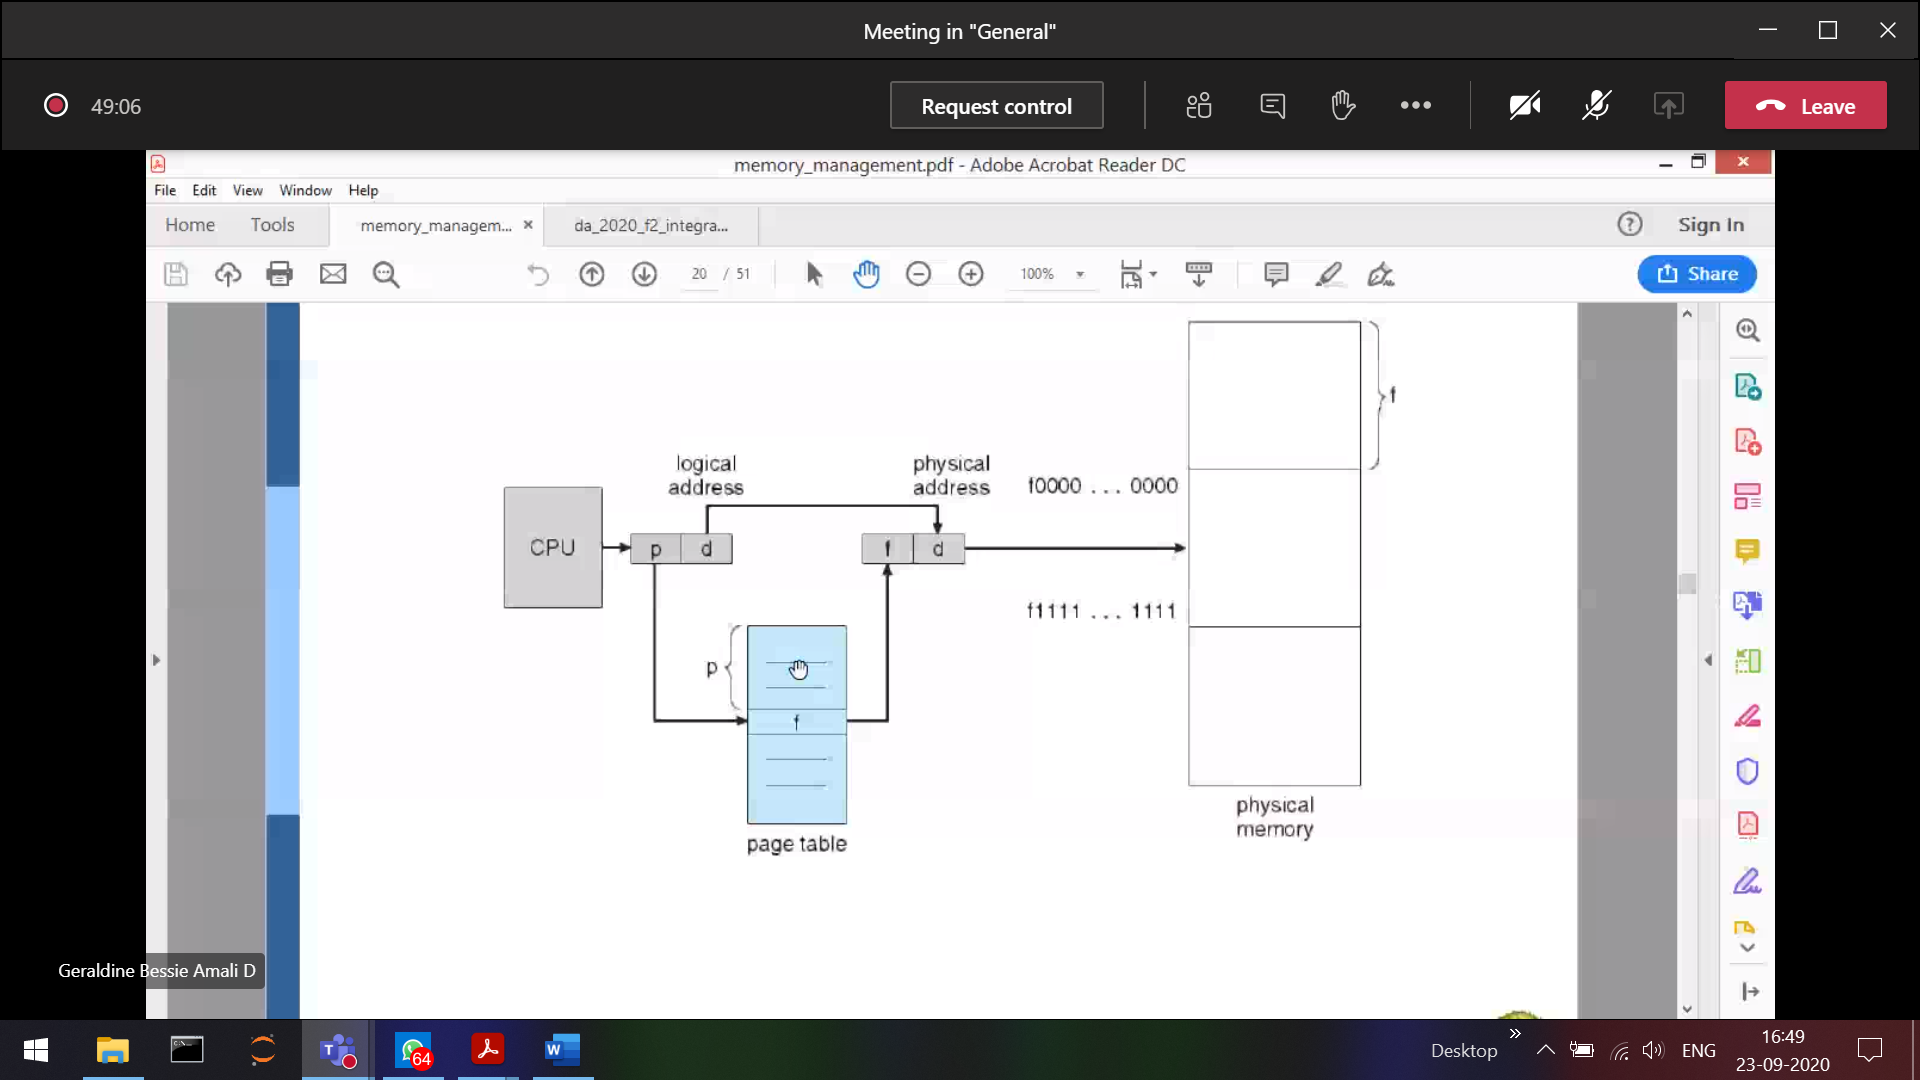 Meeting in "General"
49:06
Request control
Leave
memory_management.pdf - Adobe Acrobat Reader DC
File Edit View Window Help
Home Tools memory_managem... × da_2020_f2_integra... Sign In
20 / 51 100% Share
f
logical address
physical address
f0000 ... 0000
CPU
p d
f d
f1111 ... 1111
p
f
page table
physical memory
Geraldine Bessie Amali D
64
Desktop
ENG
16:49
23-09-2020